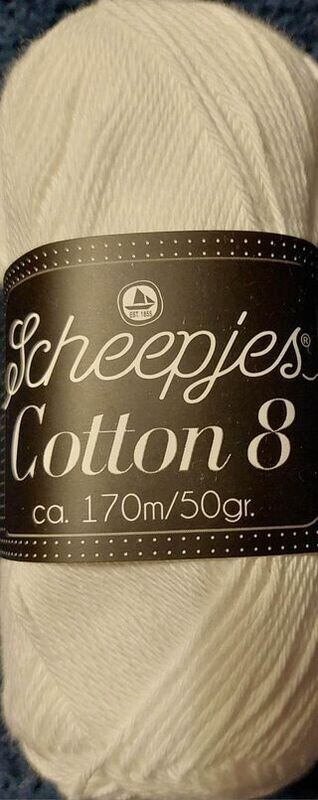 EST. 1855
Scheepjes®
Cotton 8
ca. 170m/50gr.